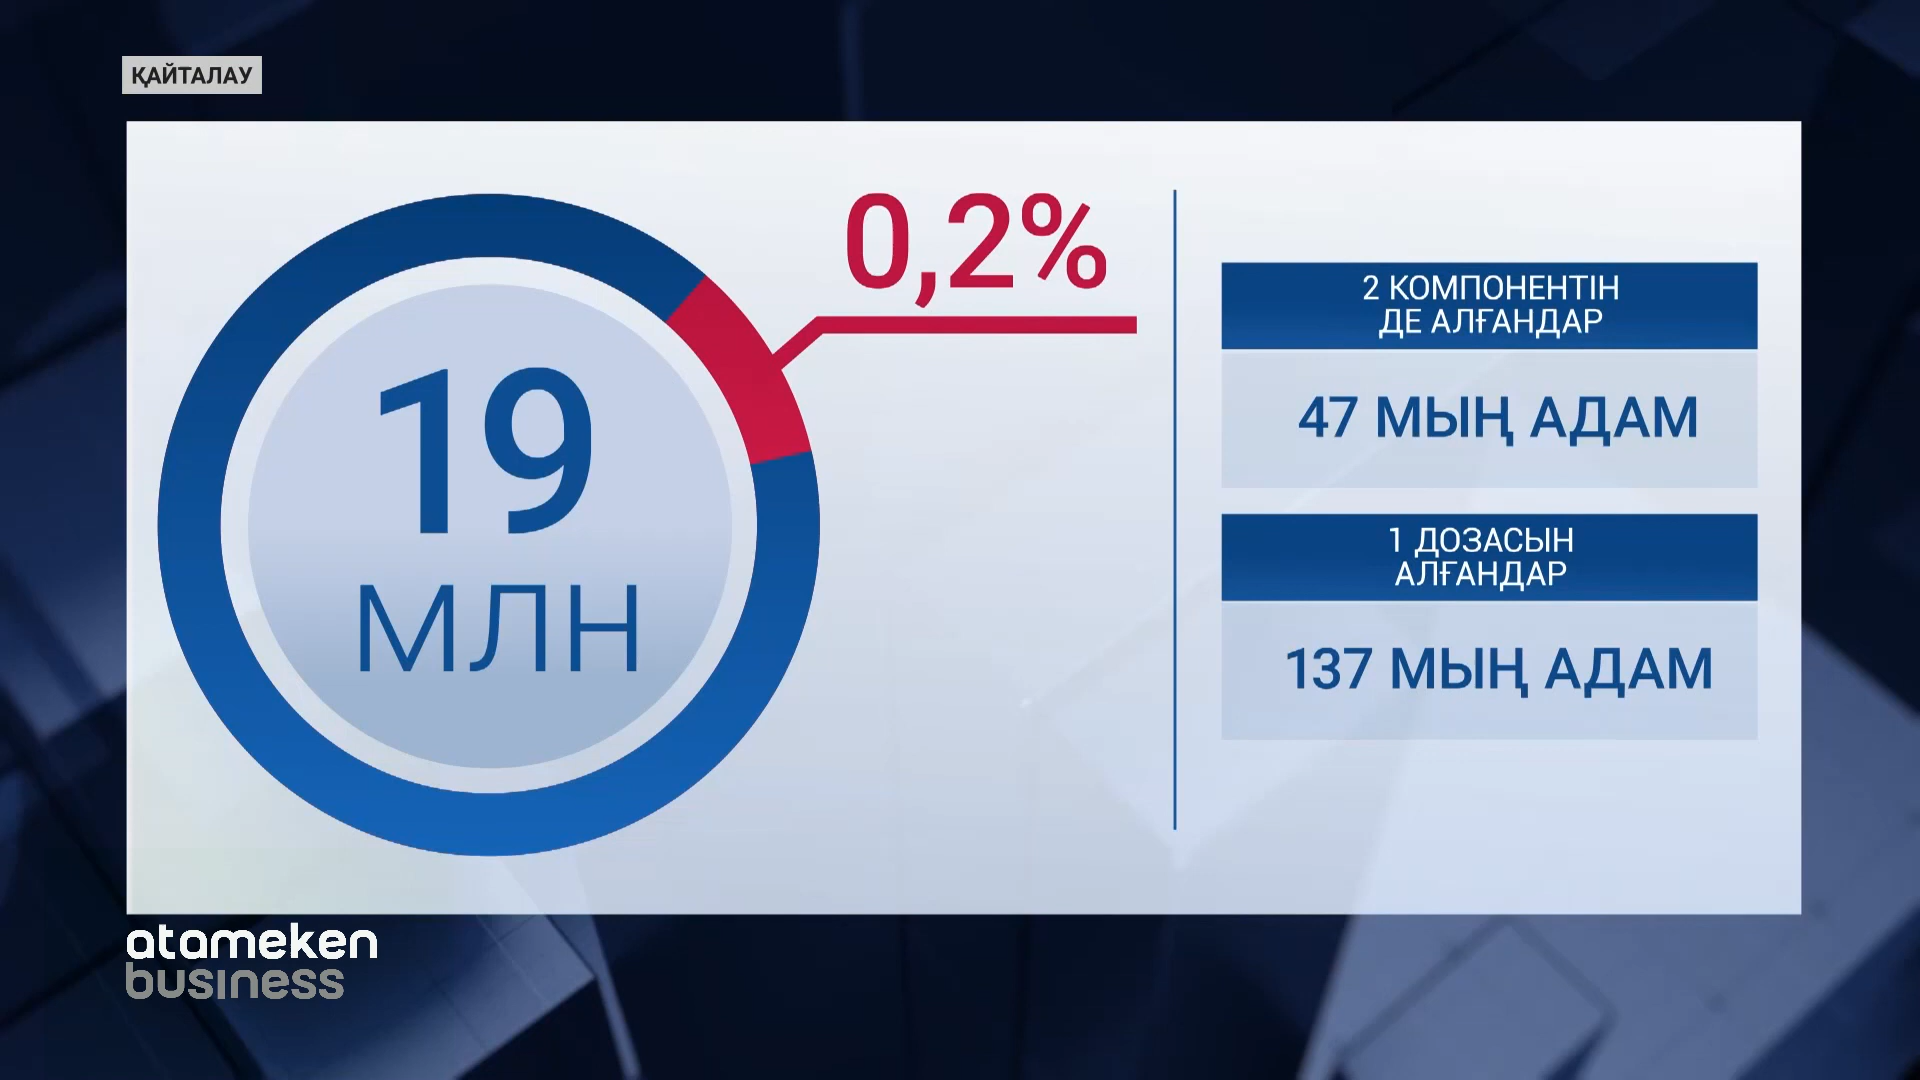 ҚАЙТАЛАУ
19
МЛН
0,2%
2 КОМПОНЕНТІН
ДЕ АЛҒАНДАР
47 МЫҢ АДАМ
1 ДОЗАСЫН
АЛҒАНДАР
137 МЫҢ АДАМ
atameken
business